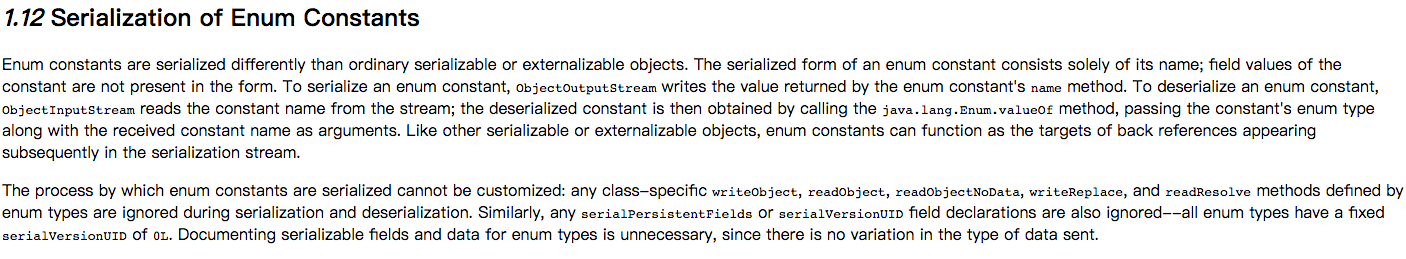 1.12 Serialization of Enum Constants
Enum constants are serialized differently than ordinary serializable or externalizable objects. The serialized form of an enum constant consists solely of its name; field values of the
constant are not present in the form. To serialize an enum constant, ObjectOutputStream writes the value returned by the enum constant's name method. To deserialize an enum constant,
ObjectInputStream reads the constant name from the stream; the deserialized constant is then obtained by calling the java.lang.Enum.valueOf method, passing the constant's enum type
along with the received constant name as arguments. Like other serializable or externalizable objects, enum constants can function as the targets of back references appearing
subsequently in the serialization stream.
The process by which enum constants are serialized cannot be customized: any class-specific writeObject, readObject, readObjectNoData, writeReplace, and readResolve methods defined by
enum types are ignored during serialization and deserialization. Similarly, any serialPersistentFields or serialVersionUID field declarations are also ignored--all enum types have a fixed
serialVersionUID of 0L. Documenting serializable fields and data for enum types is unnecessary, since there is no variation in the type of data sent.